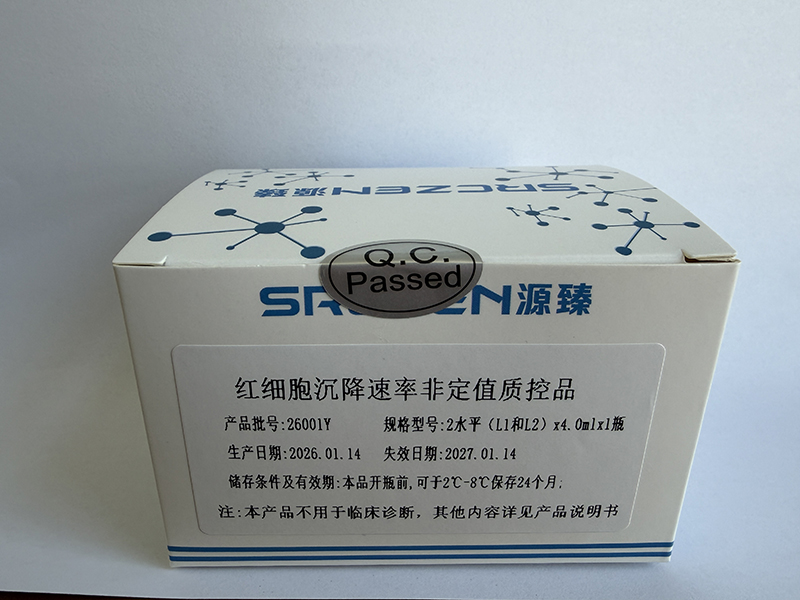 SRCZEN源臻
Q.C.
Passed
SRCZEN源臻
红细胞沉降速率非定值质控品
产品批号:26001Y 规格型号:2水平（L1和L2）x4.0mlx1瓶
生产日期:2026.01.14 失效日期:2027.01.14
储存条件及有效期:本品开瓶前,可于2℃-8℃保存24个月;
注:本产品不用于临床诊断，其他内容详见产品说明书